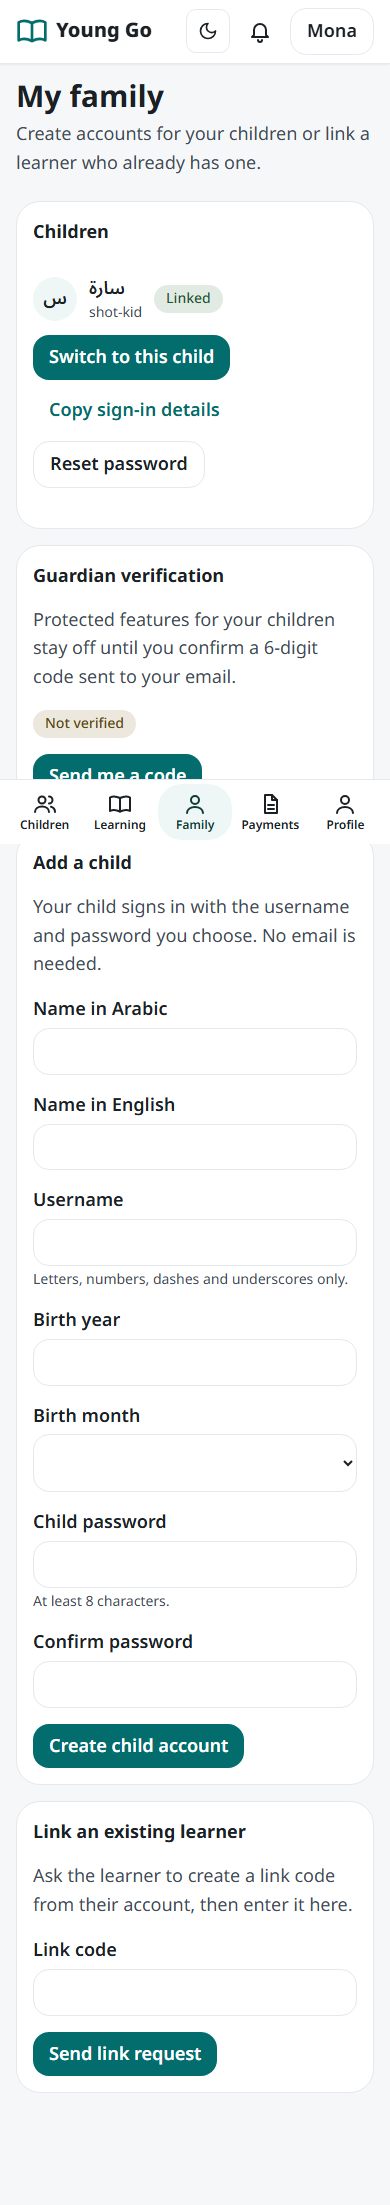 Young Go
Mona
My family
Create accounts for your children or link a
learner who already has one.
Children
س
سارة
shot-kid
Linked
Switch to this child
Copy sign-in details
Reset password
Guardian verification
Protected features for your children
stay off until you confirm a 6-digit
code sent to your email.
Not verified
Send me a code
Children
Learning
Family
Payments
Profile
Add a child
Your child signs in with the username
and password you choose. No email is
needed.
Name in Arabic
Name in English
Username
Letters, numbers, dashes and underscores only.
Birth year
Birth month
Child password
At least 8 characters.
Confirm password
Create child account
Link an existing learner
Ask the learner to create a link code
from their account, then enter it here.
Link code
Send link request